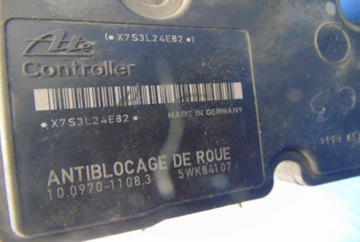 (*X7S3L24E82*)
Ate
Controller
*X7S3L24E82*
MADE IN GERMANY
ANTIBLOCAGE DE ROUE
10.0970-1108.3
5WK84107